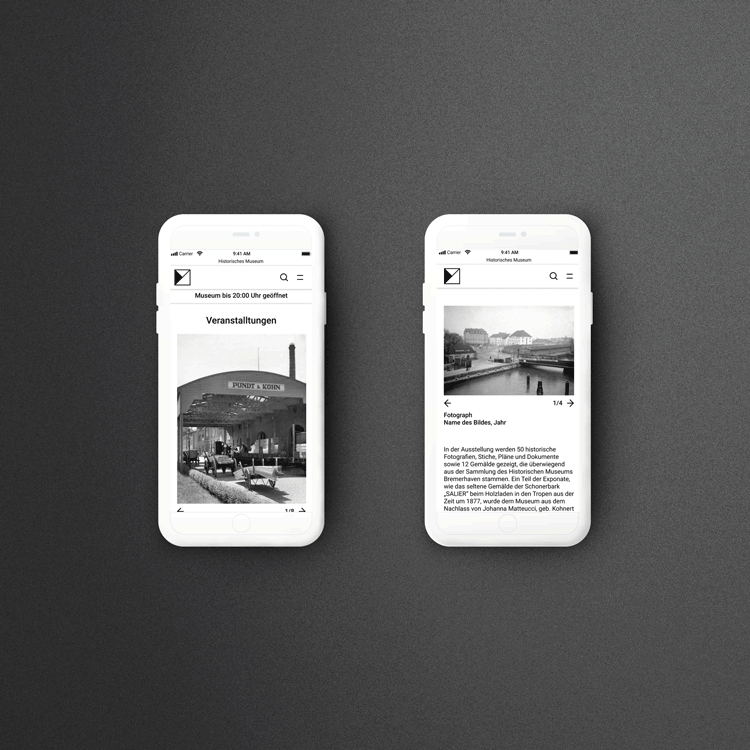 Carrier
9:41 AM
Historisches Museum
Museum bis 20:00 Uhr geöffnet
Veranstalltungen
PUNDT & KOHN
1/8
Carrier
9:41 AM
Historisches Museum
1/4
Fotograph
Name des Bildes, Jahr
In der Ausstellung werden 50 historische
Fotografien, Stiche, Pläne und Dokumente
sowie 12 Gemälde gezeigt, die überwiegend
aus der Sammlung des Historischen Museums
Bremerhaven stammen. Ein Teil der Exponate,
wie das seltene Gemälde der Schonerbark
„SALIER" beim Holzladen in den Tropen aus der
Zeit um 1877, wurde dem Museum aus dem
Nachlass von Johanna Matteucci, geb. Kohnert